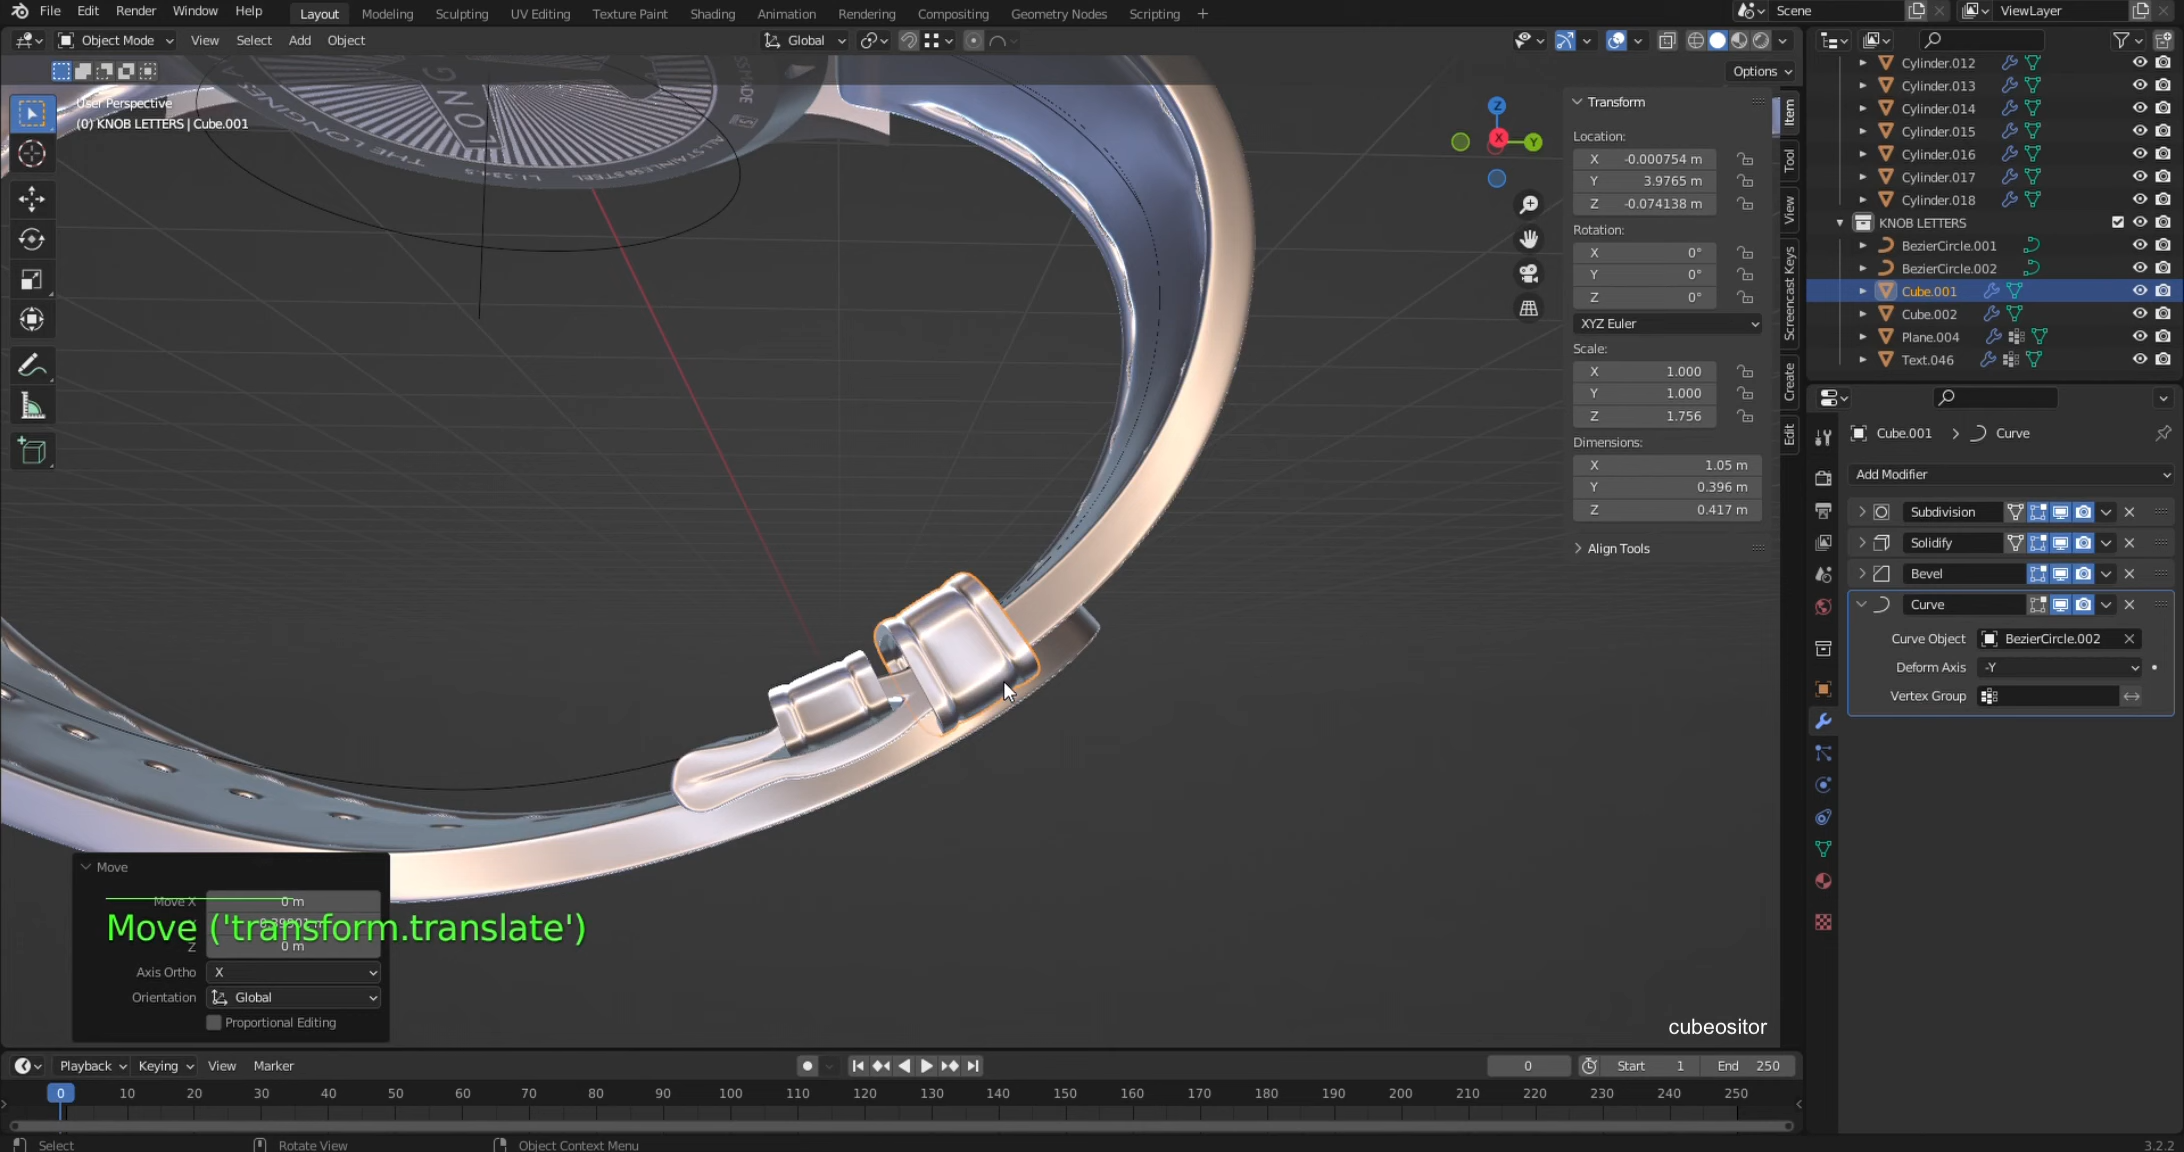 File Edit Render Window Help Layout Modeling Sculpting UV Editing Texture Paint Shading Animation Rendering Compositing Geometry Nodes Scripting + Scene ViewLayer
Object Mode View Select Add Object Global
Options
User Perspective
(0) KNOB LETTERS | Cube.001
THE LONGINES
L1.234.5
ALL STAINLESS STEEL
Transform
Location:
X -0.000754 m
Y 3.9765 m
Z -0.074138 m
Rotation:
X 0°
Y 0°
Z 0°
XYZ Euler
Scale:
X 1.000
Y 1.000
Z 1.756
Dimensions:
X 1.05 m
Y 0.396 m
Z 0.417 m
Align Tools
Item
Tool
View
Screencast Keys
Create
Edit
Z
Y
X
Cylinder.012
Cylinder.013
Cylinder.014
Cylinder.015
Cylinder.016
Cylinder.017
Cylinder.018
KNOB LETTERS
BezierCircle.001
BezierCircle.002
Cube.001
Cube.002
Plane.004
Text.046
Cube.001 > Curve
Add Modifier
Subdivision
Solidify
Bevel
Curve
Curve Object BezierCircle.002
Deform Axis -Y
Vertex Group
Move
Move X 0 m
Move ('transform.translate')
Z 0 m
Axis Ortho X
Orientation Global
Proportional Editing
cubeositor
Playback Keying View Marker 0 Start 1 End 250
0 10 20 30 40 50 60 70 80 90 100 110 120 130 140 150 160 170 180 190 200 210 220 230 240 250
Select Rotate View Object Context Menu 3.2.2